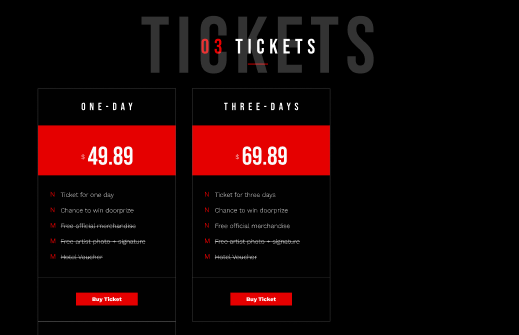 TICKETS
03 TICKETS
ONE-DAY
$ 49.89
N Ticket for one day
N Chance to win doorprize
M Free official merchandise
M Free artist photo + signature
M Hotel Voucher
Buy Ticket
THREE-DAYS
$ 69.89
N Ticket for three days
N Chance to win doorprize
M Free official merchandise
M Free artist photo + signature
M Hotel Voucher
Buy Ticket